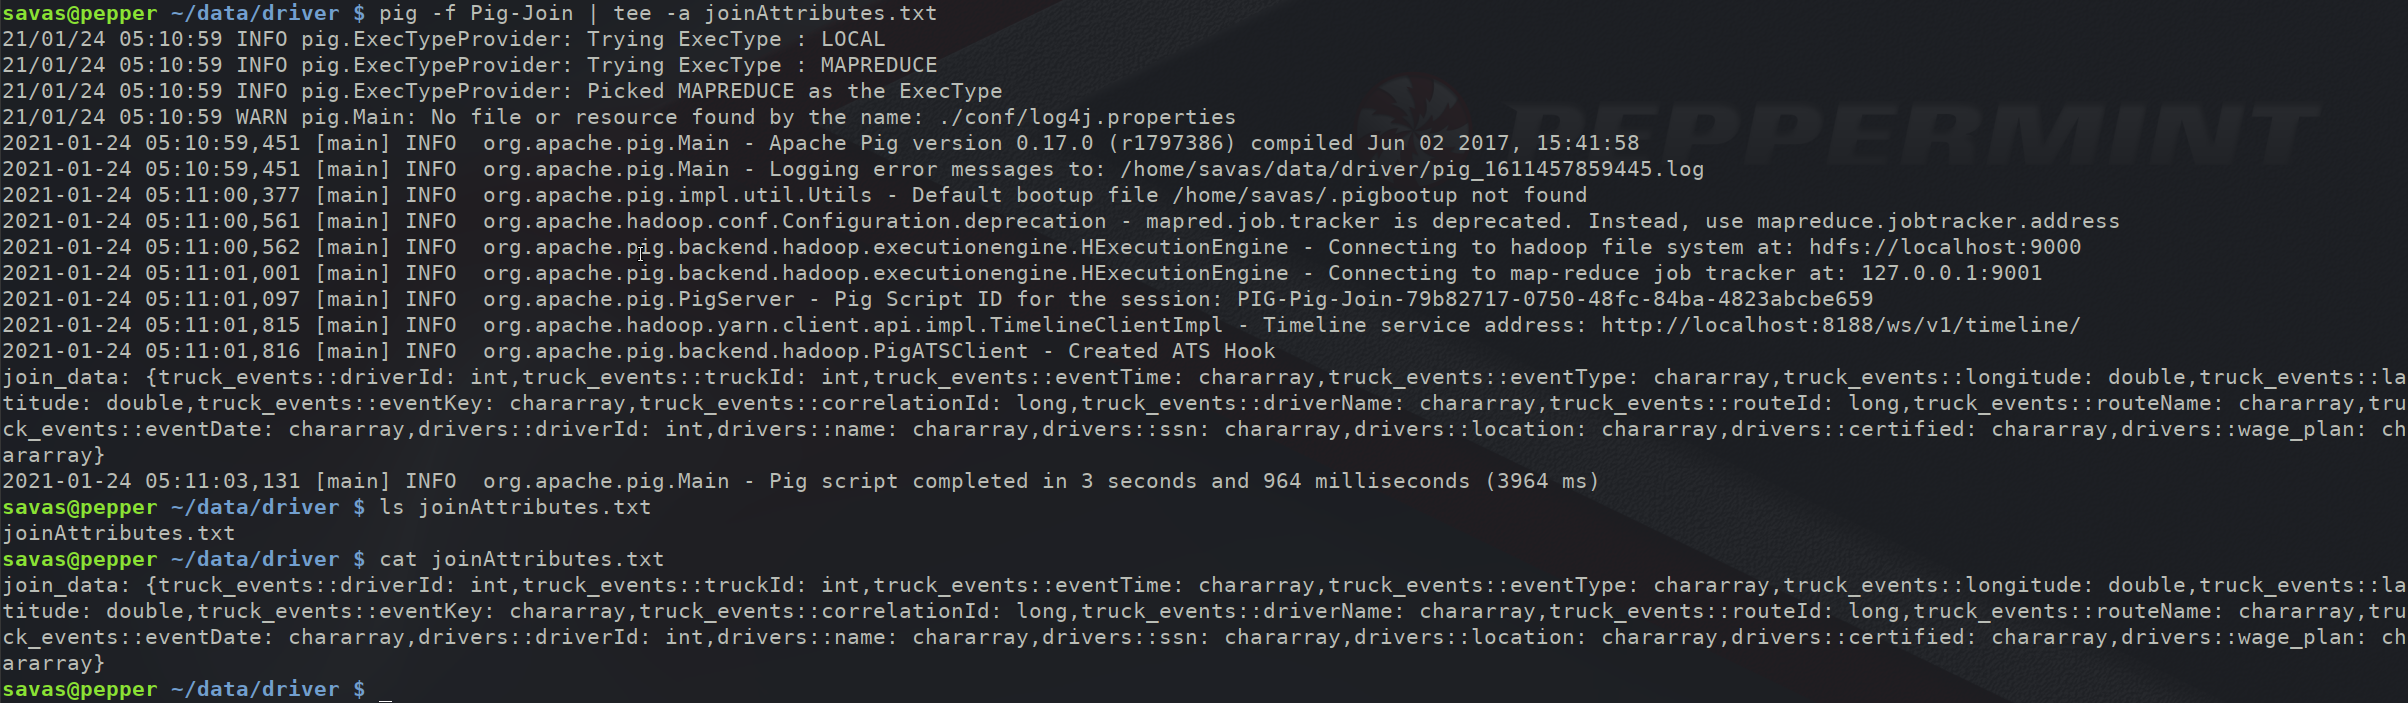 savas@pepper ~/data/driver $ pig -f Pig-Join | tee -a joinAttributes.txt
21/01/24 05:10:59 INFO pig.ExecTypeProvider: Trying ExecType : LOCAL
21/01/24 05:10:59 INFO pig.ExecTypeProvider: Trying ExecType : MAPREDUCE
21/01/24 05:10:59 INFO pig.ExecTypeProvider: Picked MAPREDUCE as the ExecType
21/01/24 05:10:59 WARN pig.Main: No file or resource found by the name: ./conf/log4j.properties
2021-01-24 05:10:59,451 [main] INFO  org.apache.pig.Main - Apache Pig version 0.17.0 (r1797386) compiled Jun 02 2017, 15:41:58
2021-01-24 05:10:59,451 [main] INFO  org.apache.pig.Main - Logging error messages to: /home/savas/data/driver/pig_1611457859445.log
2021-01-24 05:11:00,377 [main] INFO  org.apache.pig.impl.util.Utils - Default bootup file /home/savas/.pigbootup not found
2021-01-24 05:11:00,561 [main] INFO  org.apache.hadoop.conf.Configuration.deprecation - mapred.job.tracker is deprecated. Instead, use mapreduce.jobtracker.address
2021-01-24 05:11:00,562 [main] INFO  org.apache.pig.backend.hadoop.executionengine.HExecutionEngine - Connecting to hadoop file system at: hdfs://localhost:9000
2021-01-24 05:11:01,001 [main] INFO  org.apache.pig.backend.hadoop.executionengine.HExecutionEngine - Connecting to map-reduce job tracker at: 127.0.0.1:9001
2021-01-24 05:11:01,097 [main] INFO  org.apache.pig.PigServer - Pig Script ID for the session: PIG-Pig-Join-79b82717-0750-48fc-84ba-4823abcbe659
2021-01-24 05:11:01,815 [main] INFO  org.apache.hadoop.yarn.client.api.impl.TimelineClientImpl - Timeline service address: http://localhost:8188/ws/v1/timeline/
2021-01-24 05:11:01,816 [main] INFO  org.apache.pig.backend.hadoop.PigATSClient - Created ATS Hook
join_data: {truck_events::driverId: int,truck_events::truckId: int,truck_events::eventTime: chararray,truck_events::eventType: chararray,truck_events::longitude: double,truck_events::la
titude: double,truck_events::eventKey: chararray,truck_events::correlationId: long,truck_events::driverName: chararray,truck_events::routeId: long,truck_events::routeName: chararray,tru
ck_events::eventDate: chararray,drivers::driverId: int,drivers::name: chararray,drivers::ssn: chararray,drivers::location: chararray,drivers::certified: chararray,drivers::wage_plan: ch
ararray}
2021-01-24 05:11:03,131 [main] INFO  org.apache.pig.Main - Pig script completed in 3 seconds and 964 milliseconds (3964 ms)
savas@pepper ~/data/driver $ ls joinAttributes.txt
joinAttributes.txt
savas@pepper ~/data/driver $ cat joinAttributes.txt
join_data: {truck_events::driverId: int,truck_events::truckId: int,truck_events::eventTime: chararray,truck_events::eventType: chararray,truck_events::longitude: double,truck_events::la
titude: double,truck_events::eventKey: chararray,truck_events::correlationId: long,truck_events::driverName: chararray,truck_events::routeId: long,truck_events::routeName: chararray,tru
ck_events::eventDate: chararray,drivers::driverId: int,drivers::name: chararray,drivers::ssn: chararray,drivers::location: chararray,drivers::certified: chararray,drivers::wage_plan: ch
ararray}
savas@pepper ~/data/driver $ _
PEPPERMINT